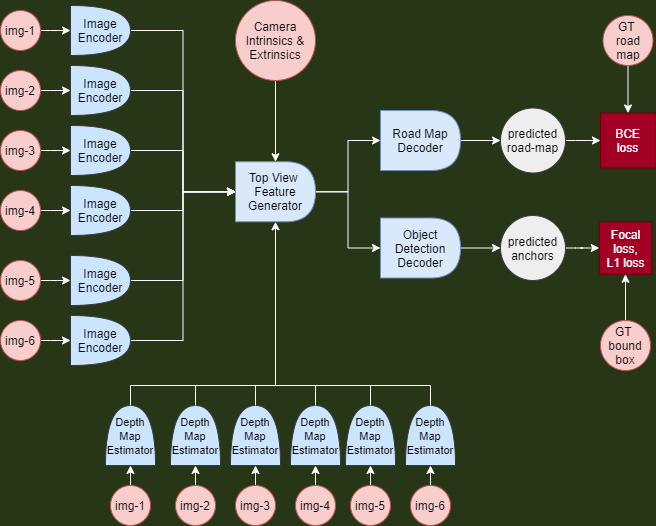 img-1
Image
Encoder
img-2
Image
Encoder
img-3
Image
Encoder
img-4
Image
Encoder
img-5
Image
Encoder
img-6
Image
Encoder
Camera
Intrinsics &
Extrinsics
Top View
Feature
Generator
Road Map
Decoder
predicted
road-map
GT
road
map
BCE
loss
Object
Detection
Decoder
predicted
anchors
Focal
loss,
L1 loss
GT
bound
box
Depth
Map
Estimator
Depth
Map
Estimator
Depth
Map
Estimator
Depth
Map
Estimator
Depth
Map
Estimator
Depth
Map
Estimator
img-1
img-2
img-3
img-4
img-5
img-6